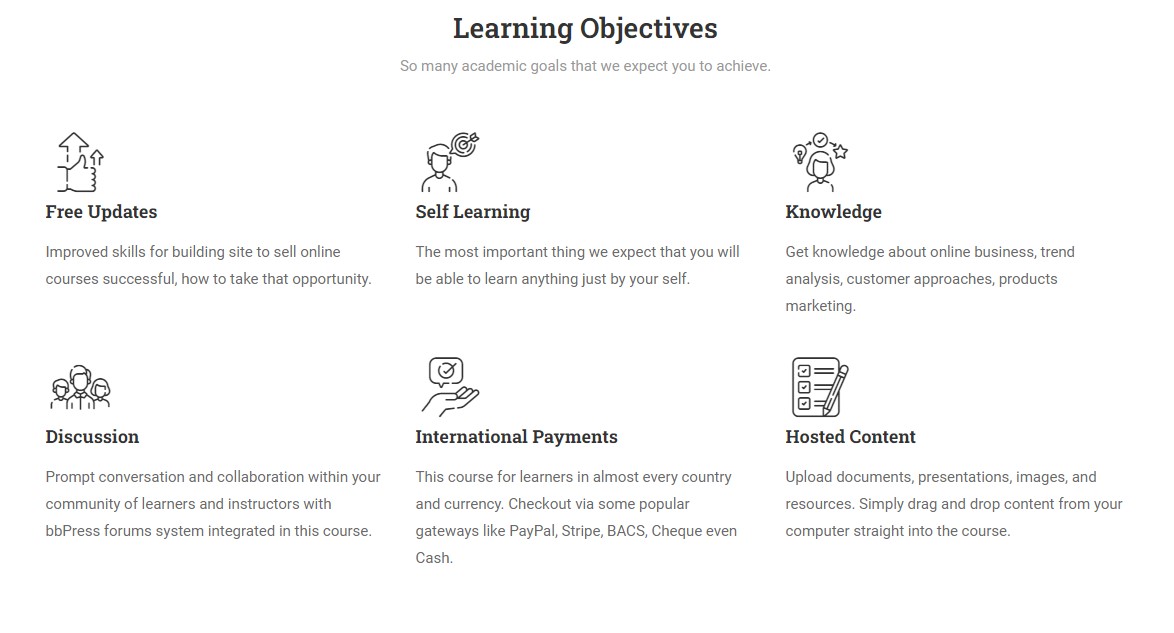 Learning Objectives
So many academic goals that we expect you to achieve.
Free Updates
Improved skills for building site to sell online
courses successful, how to take that opportunity.
Self Learning
The most important thing we expect that you will
be able to learn anything just by your self.
Knowledge
Get knowledge about online business, trend
analysis, customer approaches, products
marketing.
Discussion
Prompt conversation and collaboration within your
community of learners and instructors with
bbPress forums system integrated in this course.
International Payments
This course for learners in almost every country
and currency. Checkout via some popular
gateways like PayPal, Stripe, BACS, Cheque even
Cash.
Hosted Content
Upload documents, presentations, images, and
resources. Simply drag and drop content from your
computer straight into the course.